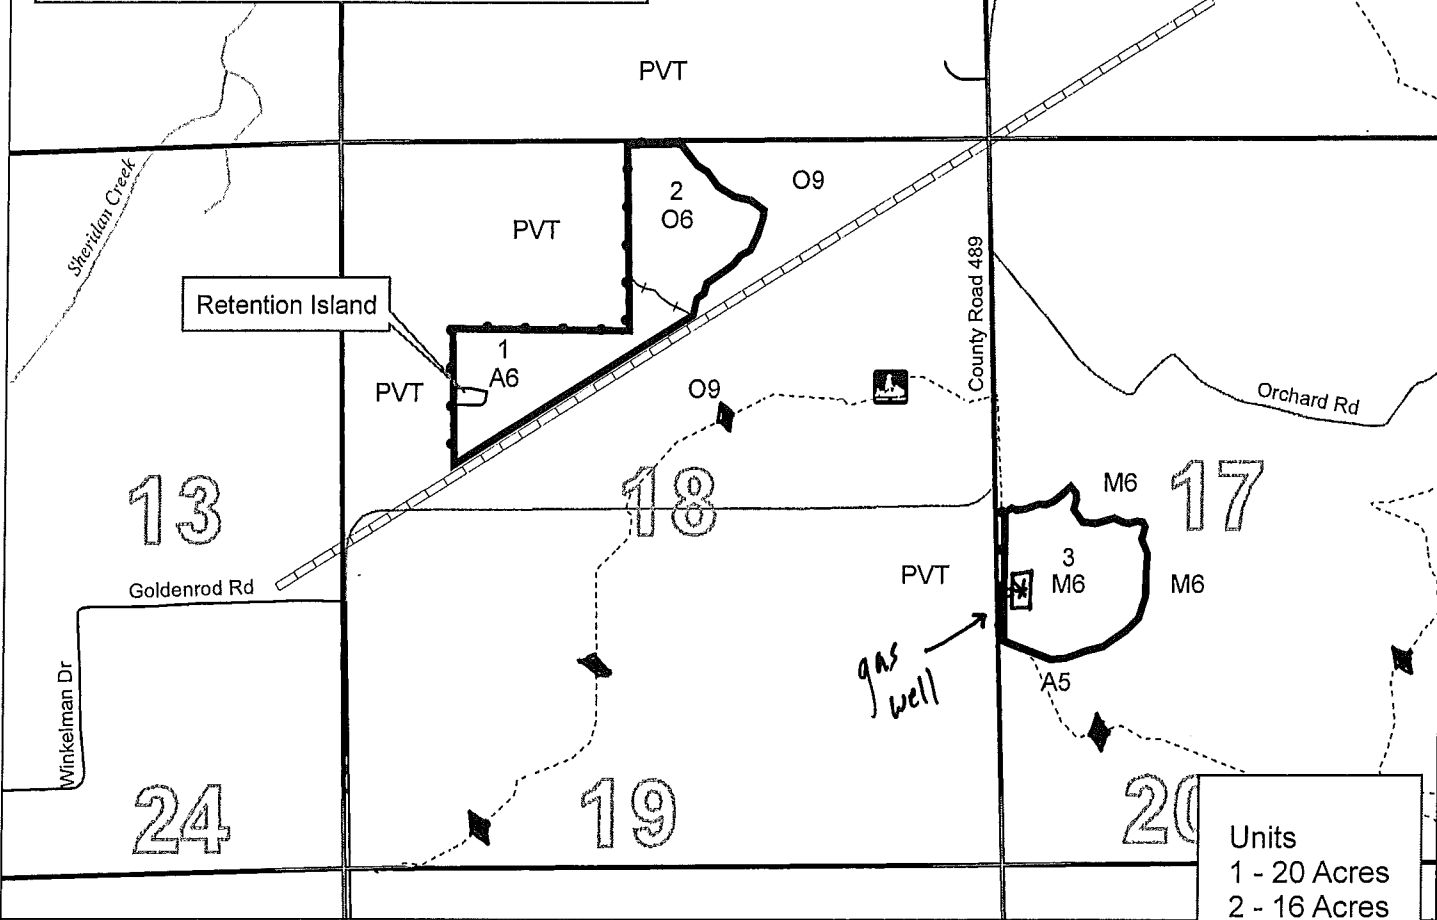 PVT
Sheridan Creek
2
O6
O9
PVT
Retention Island
1
A6
PVT
O9
County Road 489
Orchard Rd
13
18
M6
17
PVT
3
M6
M6
Goldenrod Rd
gas
well
A5
Winkelman Dr
24
19
20
Units
1 - 20 Acres
2 - 16 Acres